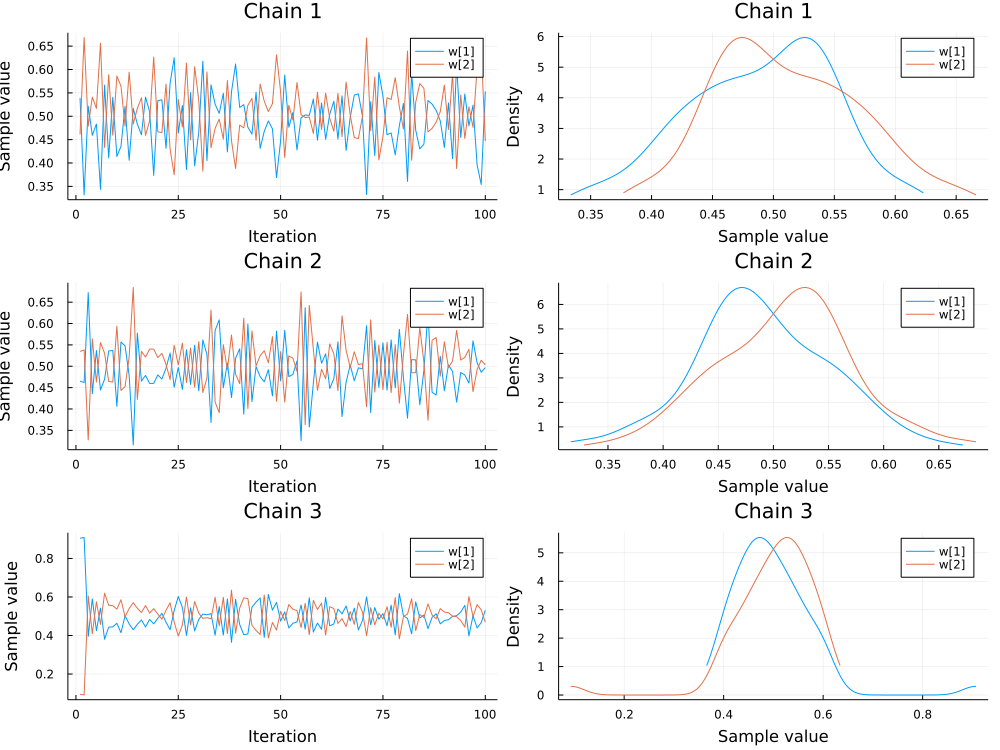 Chain 1
Sample value
0.65
0.60
0.55
0.50
0.45
0.40
0.35
w[1]
w[2]
0
25
50
75
100
Iteration
Chain 1
Density
6
5
4
3
2
1
w[1]
w[2]
0.35
0.40
0.45
0.50
0.55
0.60
0.65
Sample value
Chain 2
Sample value
0.65
0.60
0.55
0.50
0.45
0.40
0.35
w[1]
w[2]
0
25
50
75
100
Iteration
Chain 2
Density
6
5
4
3
2
1
w[1]
w[2]
0.35
0.40
0.45
0.50
0.55
0.60
0.65
Sample value
Chain 3
Sample value
0.8
0.6
0.4
0.2
w[1]
w[2]
0
25
50
75
100
Iteration
Chain 3
Density
5
4
3
2
1
0
w[1]
w[2]
0.2
0.4
0.6
0.8
Sample value